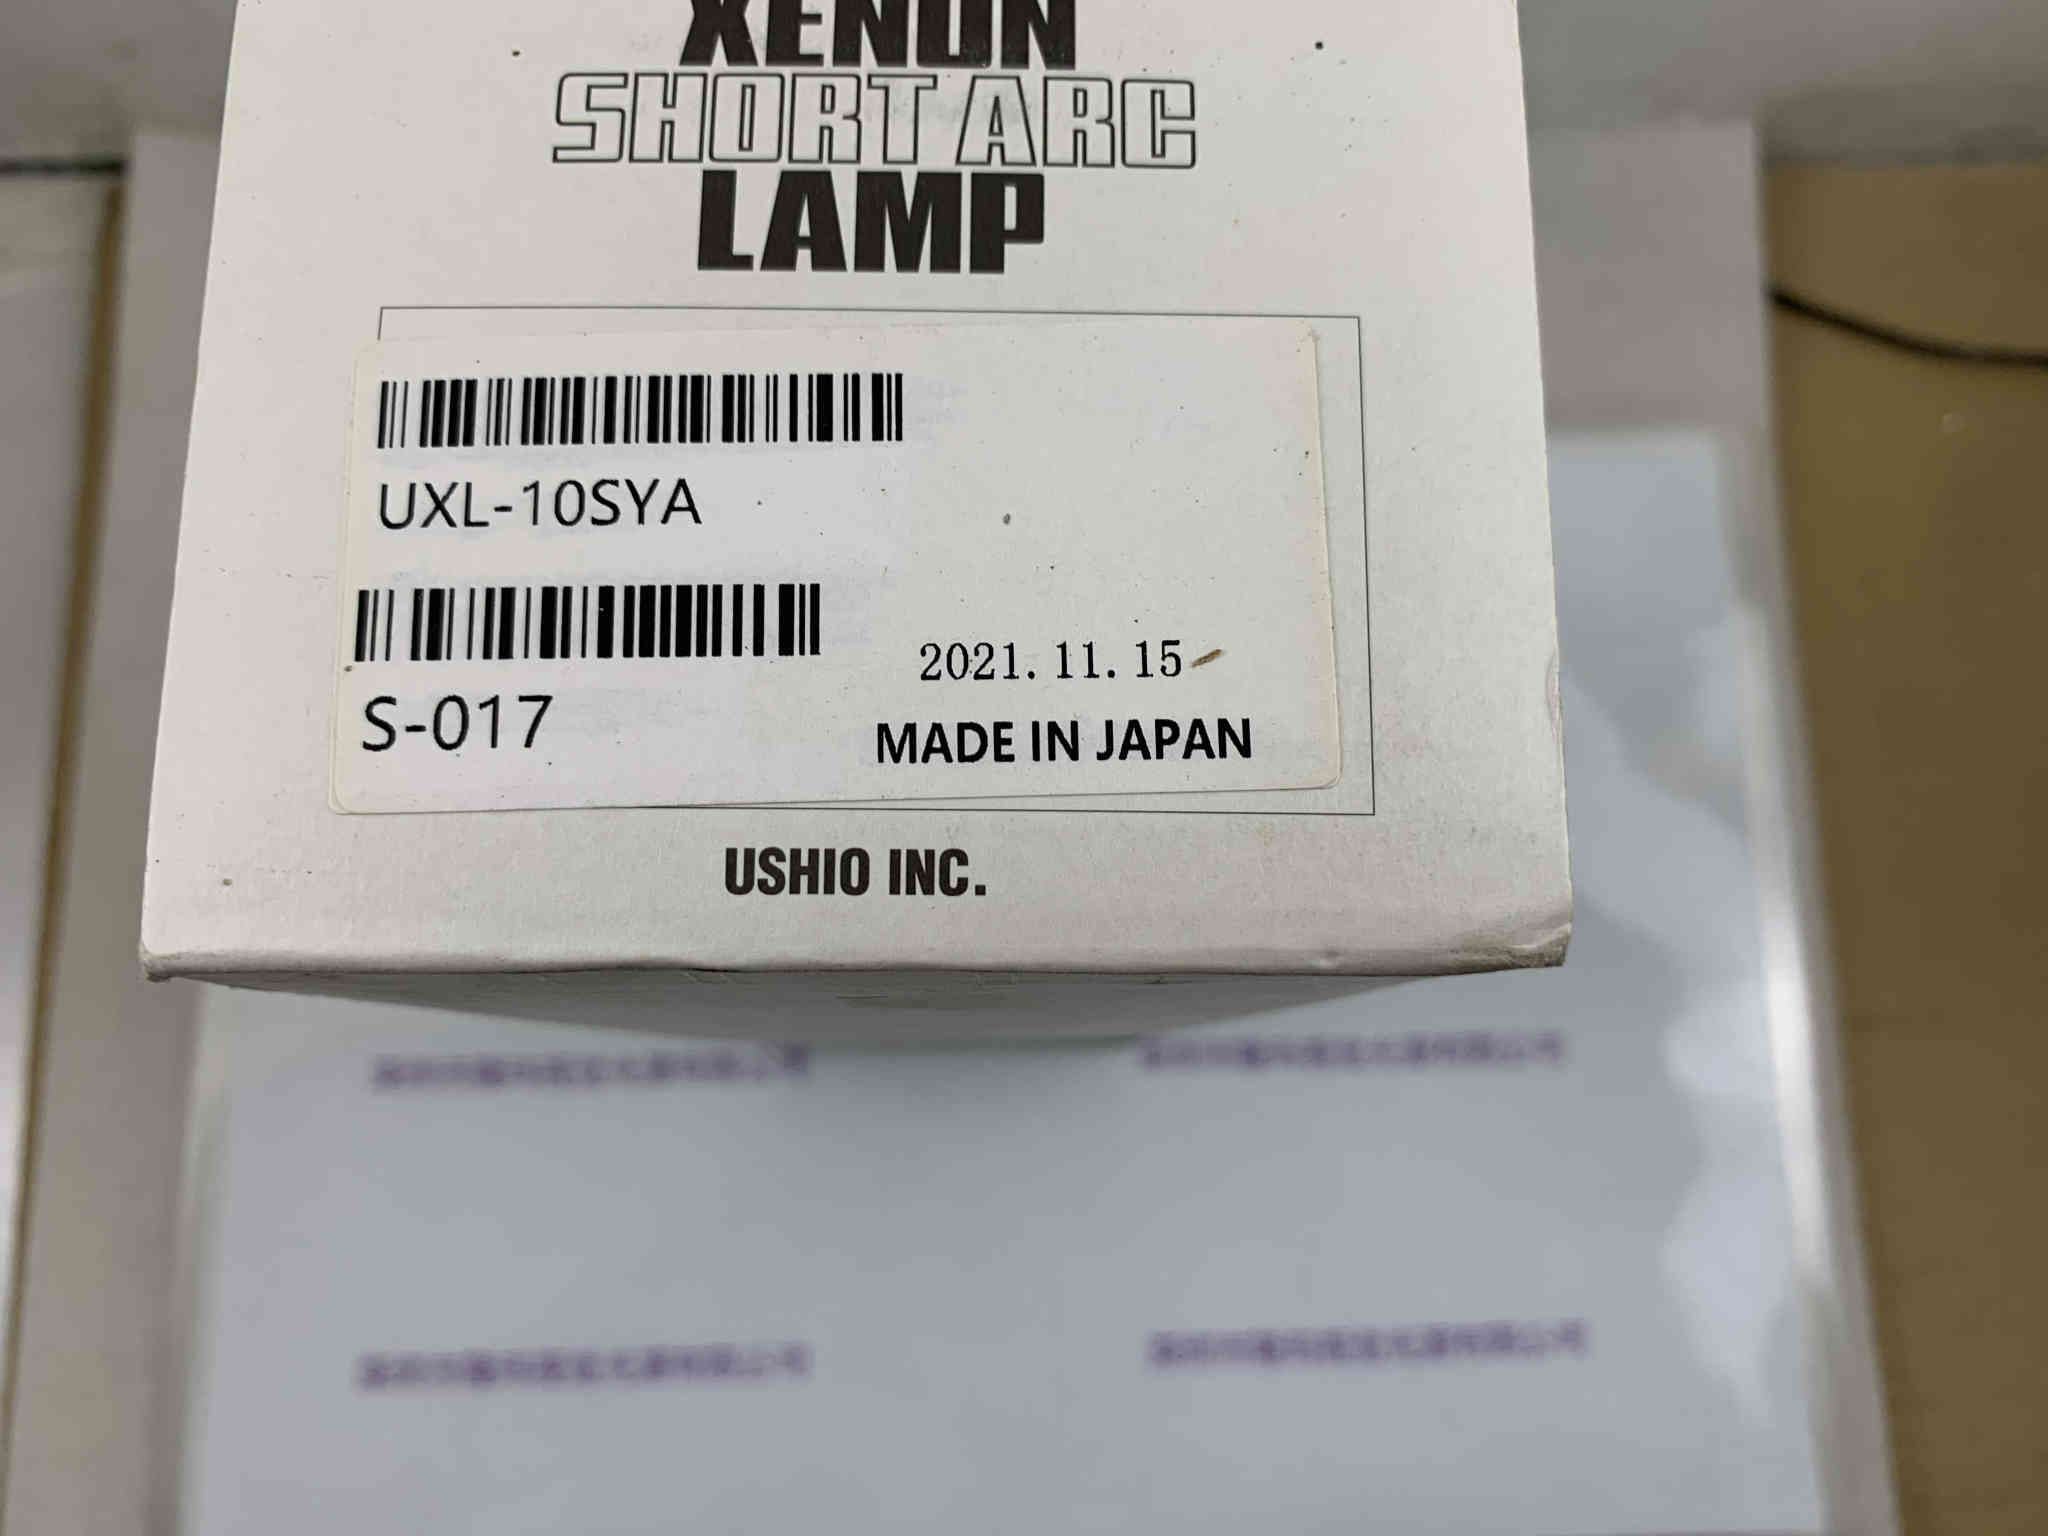 XENON
SHORT ARC
LAMP
UXL-10SYA
S-017
2021.11.15
MADE IN JAPAN
USHIO INC.